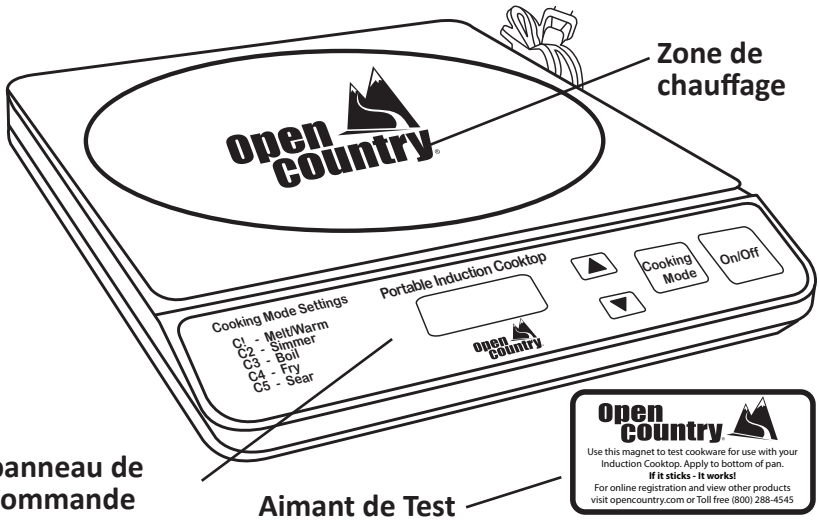 Zone de
chauffage
open
country®
Portable Induction Cooktop
Cooking Mode Settings
C! - Melt/Warm
C2 - Simmer
C3 - Boil
C4 - Fry
C5 - Sear
open
country
▲
▼
Cooking
Mode
On/Off
panneau de
ommande
Aimant de Test
open
country®
Use this magnet to test cookware for use with your
Induction Cooktop. Apply to bottom of pan.
If it sticks - It works!
For online registration and view other products
visit opencountry.com or Toll free (800) 288-4545